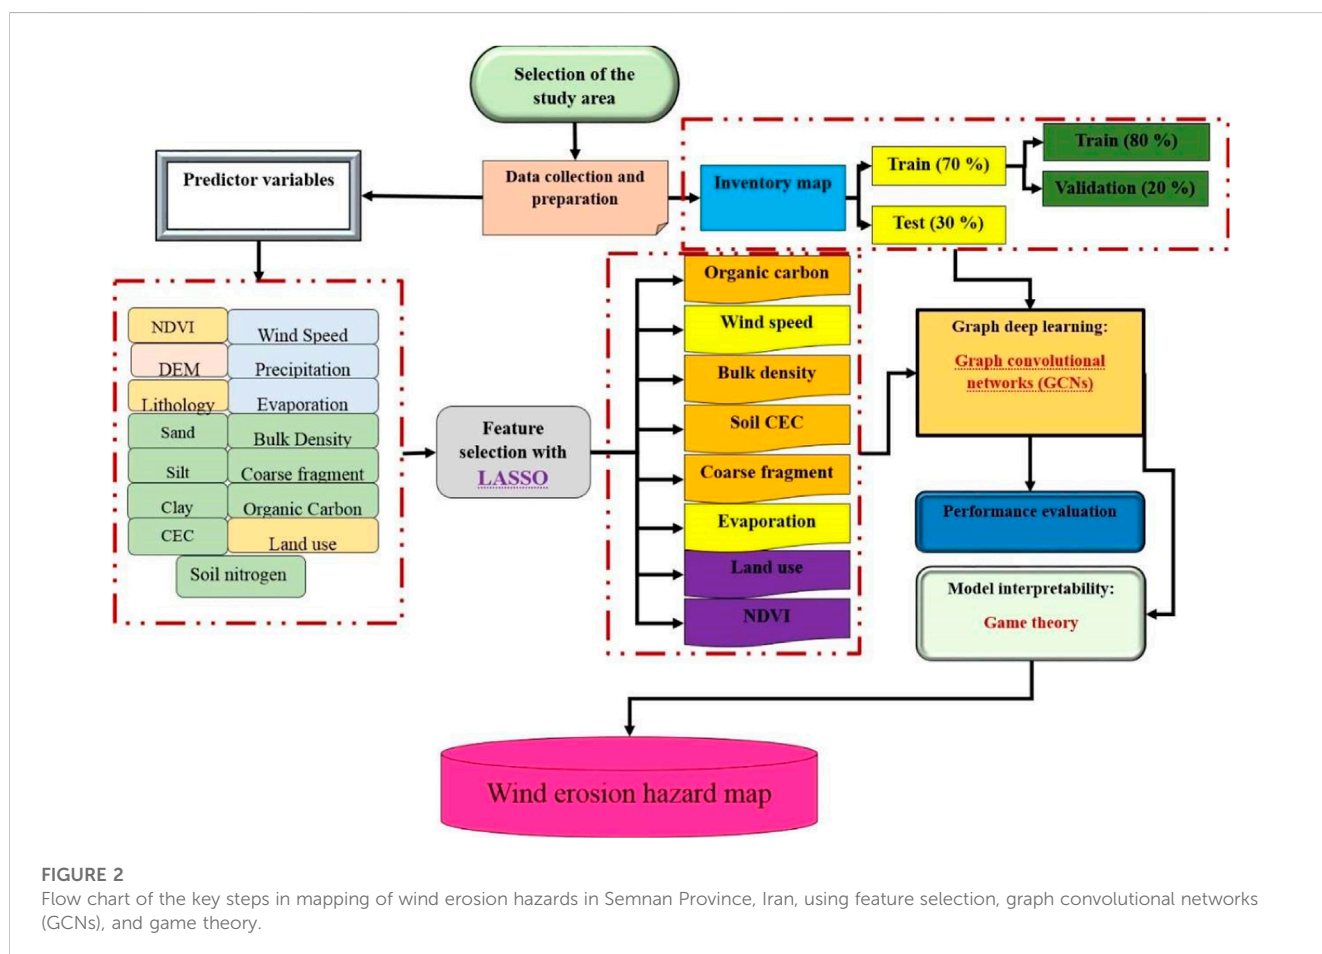 Selection of the
study area
Predictor variables
Data collection and
preparation
Inventory map
Train (70 %)
Test (30 %)
Train (80 %)
Validation (20 %)
NDVI
Wind Speed
DEM
Precipitation
Lithology
Evaporation
Sand
Bulk Density
Silt
Coarse fragment
Clay
Organic Carbon
CEC
Land use
Soil nitrogen
Feature
selection with
LASSO
Organic carbon
Wind speed
Bulk density
Soil CEC
Coarse fragment
Evaporation
Land use
NDVI
Graph deep learning:
Graph convolutional
networks (GCNs)
Performance evaluation
Model interpretability:
Game theory
Wind erosion hazard map
FIGURE 2
Flow chart of the key steps in mapping of wind erosion hazards in Semnan Province, Iran, using feature selection, graph convolutional networks
(GCNs), and game theory.